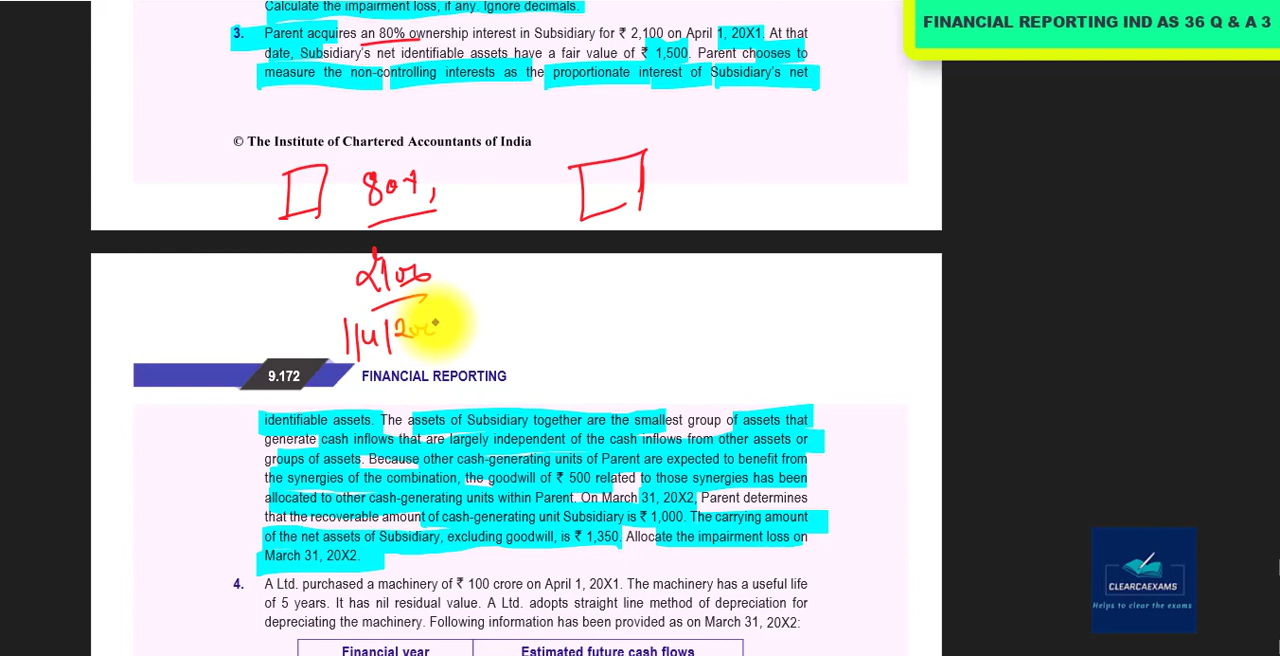 Calculate the impairment loss, if any. Ignore decimals.
FINANCIAL REPORTING IND AS 36 Q & A 3
3. Parent acquires an 80% ownership interest in Subsidiary for ₹ 2,100 on April 1, 20X1. At that
date, Subsidiary's net identifiable assets have a fair value of ₹ 1,500. Parent chooses to
measure the non-controlling interests as the proportionate interest of Subsidiary's net
© The Institute of Chartered Accountants of India
80%
2100
9.172 FINANCIAL REPORTING
identifiable assets. The assets of Subsidiary together are the smallest group of assets that
generate cash inflows that are largely independent of the cash inflows from other assets or
groups of assets. Because other cash-generating units of Parent are expected to benefit from
the synergies of the combination, the goodwill of ₹ 500 related to those synergies has been
allocated to other cash-generating units within Parent. On March 31, 20X2, Parent determines
that the recoverable amount of cash-generating unit Subsidiary is ₹ 1,000. The carrying amount
of the net assets of Subsidiary, excluding goodwill, is ₹ 1,350. Allocate the impairment loss on
March 31, 20X2.
4. A Ltd. purchased a machinery of ₹ 100 crore on April 1, 20X1. The machinery has a useful life
of 5 years. It has nil residual value. A Ltd. adopts straight line method of depreciation for
depreciating the machinery. Following information has been provided as on March 31, 20X2:
Financial year Estimated future cash flows
CLEARCAEXAMS
Helps to clear the exams